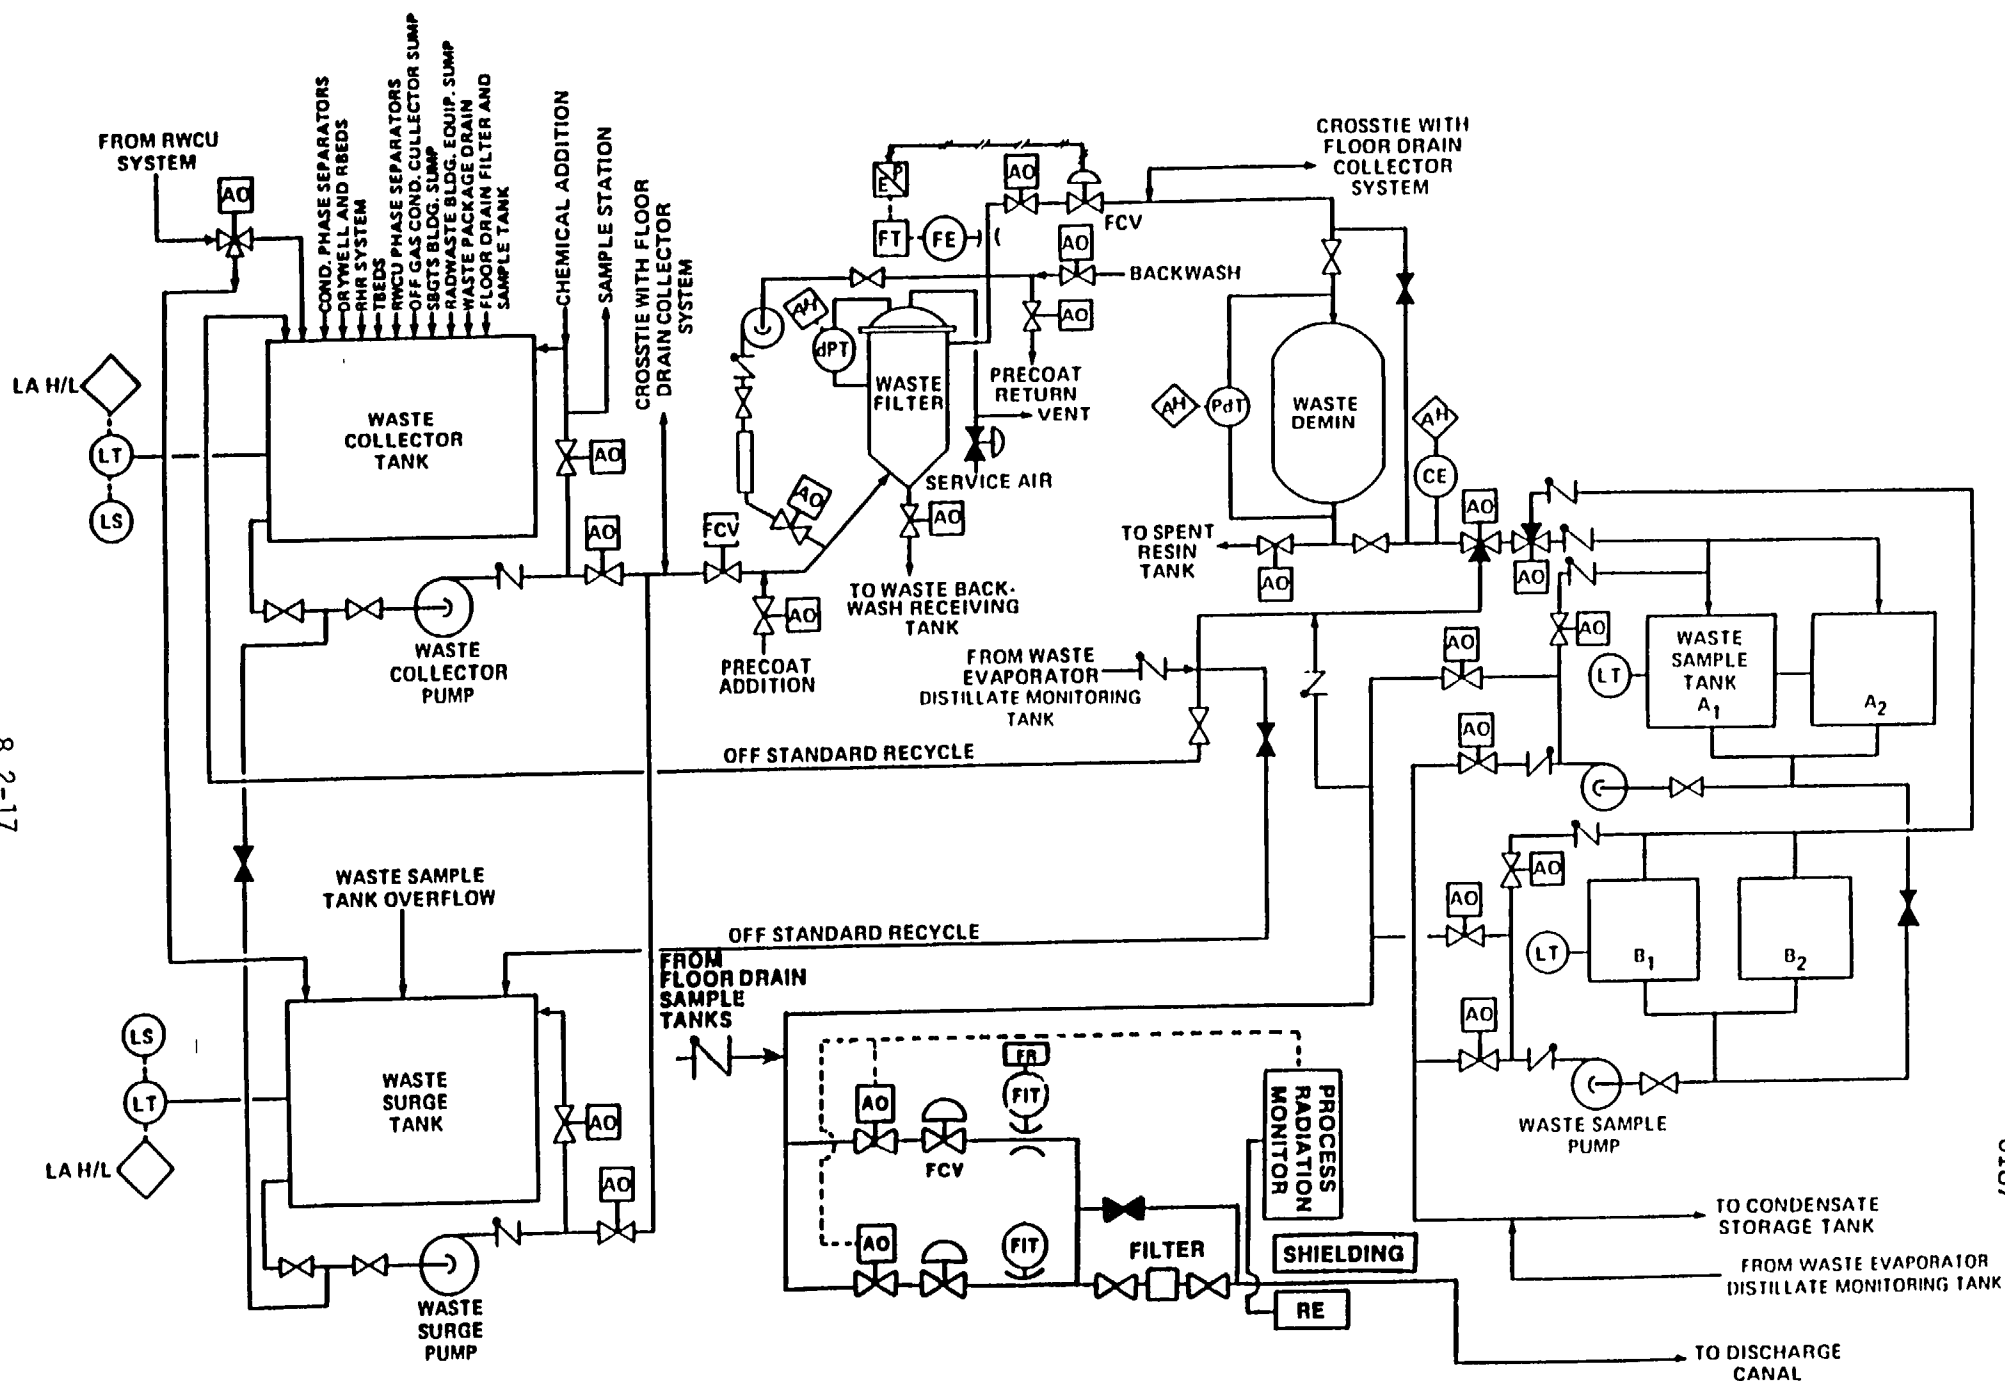 FROM RWCU
SYSTEM
AO
COND. PHASE SEPARATORS
DRYWELL AND RBEDS
RHR SYSTEM
TBEDS
RWCU PHASE SEPARATORS
OFF GAS COND. COLLECTOR SUMP
SBGTS BLDG. SUMP
RADWASTE BLDG. EQUIP. SUMP
WASTE PACKAGE DRAIN
FLOOR DRAIN FILTER AND
SAMPLE TANK
CHEMICAL ADDITION
SAMPLE STATION
CROSSTIE WITH FLOOR
DRAIN COLLECTOR
SYSTEM
LA H/L
LT
LS
WASTE
COLLECTOR
TANK
AO
AO
WASTE
COLLECTOR
PUMP
FCV
AO
PRECOAT
ADDITION
E
P
FT
FE
AO
FCV
AO
BACKWASH
AO
PRECOAT
RETURN
VENT
AH
dPT
WASTE
FILTER
SERVICE AIR
AO
AO
TO WASTE BACK-
WASH RECEIVING
TANK
CROSSTIE WITH
FLOOR DRAIN
COLLECTOR
SYSTEM
AH
PdT
WASTE
DEMIN
AH
CE
TO SPENT
RESIN
TANK
AO
AO
AO
FROM WASTE
EVAPORATOR
DISTILLATE MONITORING
TANK
AO
AO
LT
WASTE
SAMPLE
TANK
A1
A2
AO
OFF STANDARD RECYCLE
8.2-17
WASTE SAMPLE
TANK OVERFLOW
OFF STANDARD RECYCLE
AO
AO
LT
B1
B2
AO
WASTE SAMPLE
PUMP
FROM
FLOOR DRAIN
SAMPLE
TANKS
LS
LT
LA H/L
WASTE
SURGE
TANK
AO
AO
WASTE
SURGE
PUMP
AO
FCV
FR
FIT
AO
FIT
FILTER
PROCESS
RADIATION
MONITOR
SHIELDING
RE
TO CONDENSATE
STORAGE TANK
FROM WASTE EVAPORATOR
DISTILLATE MONITORING TANK
TO DISCHARGE
CANAL